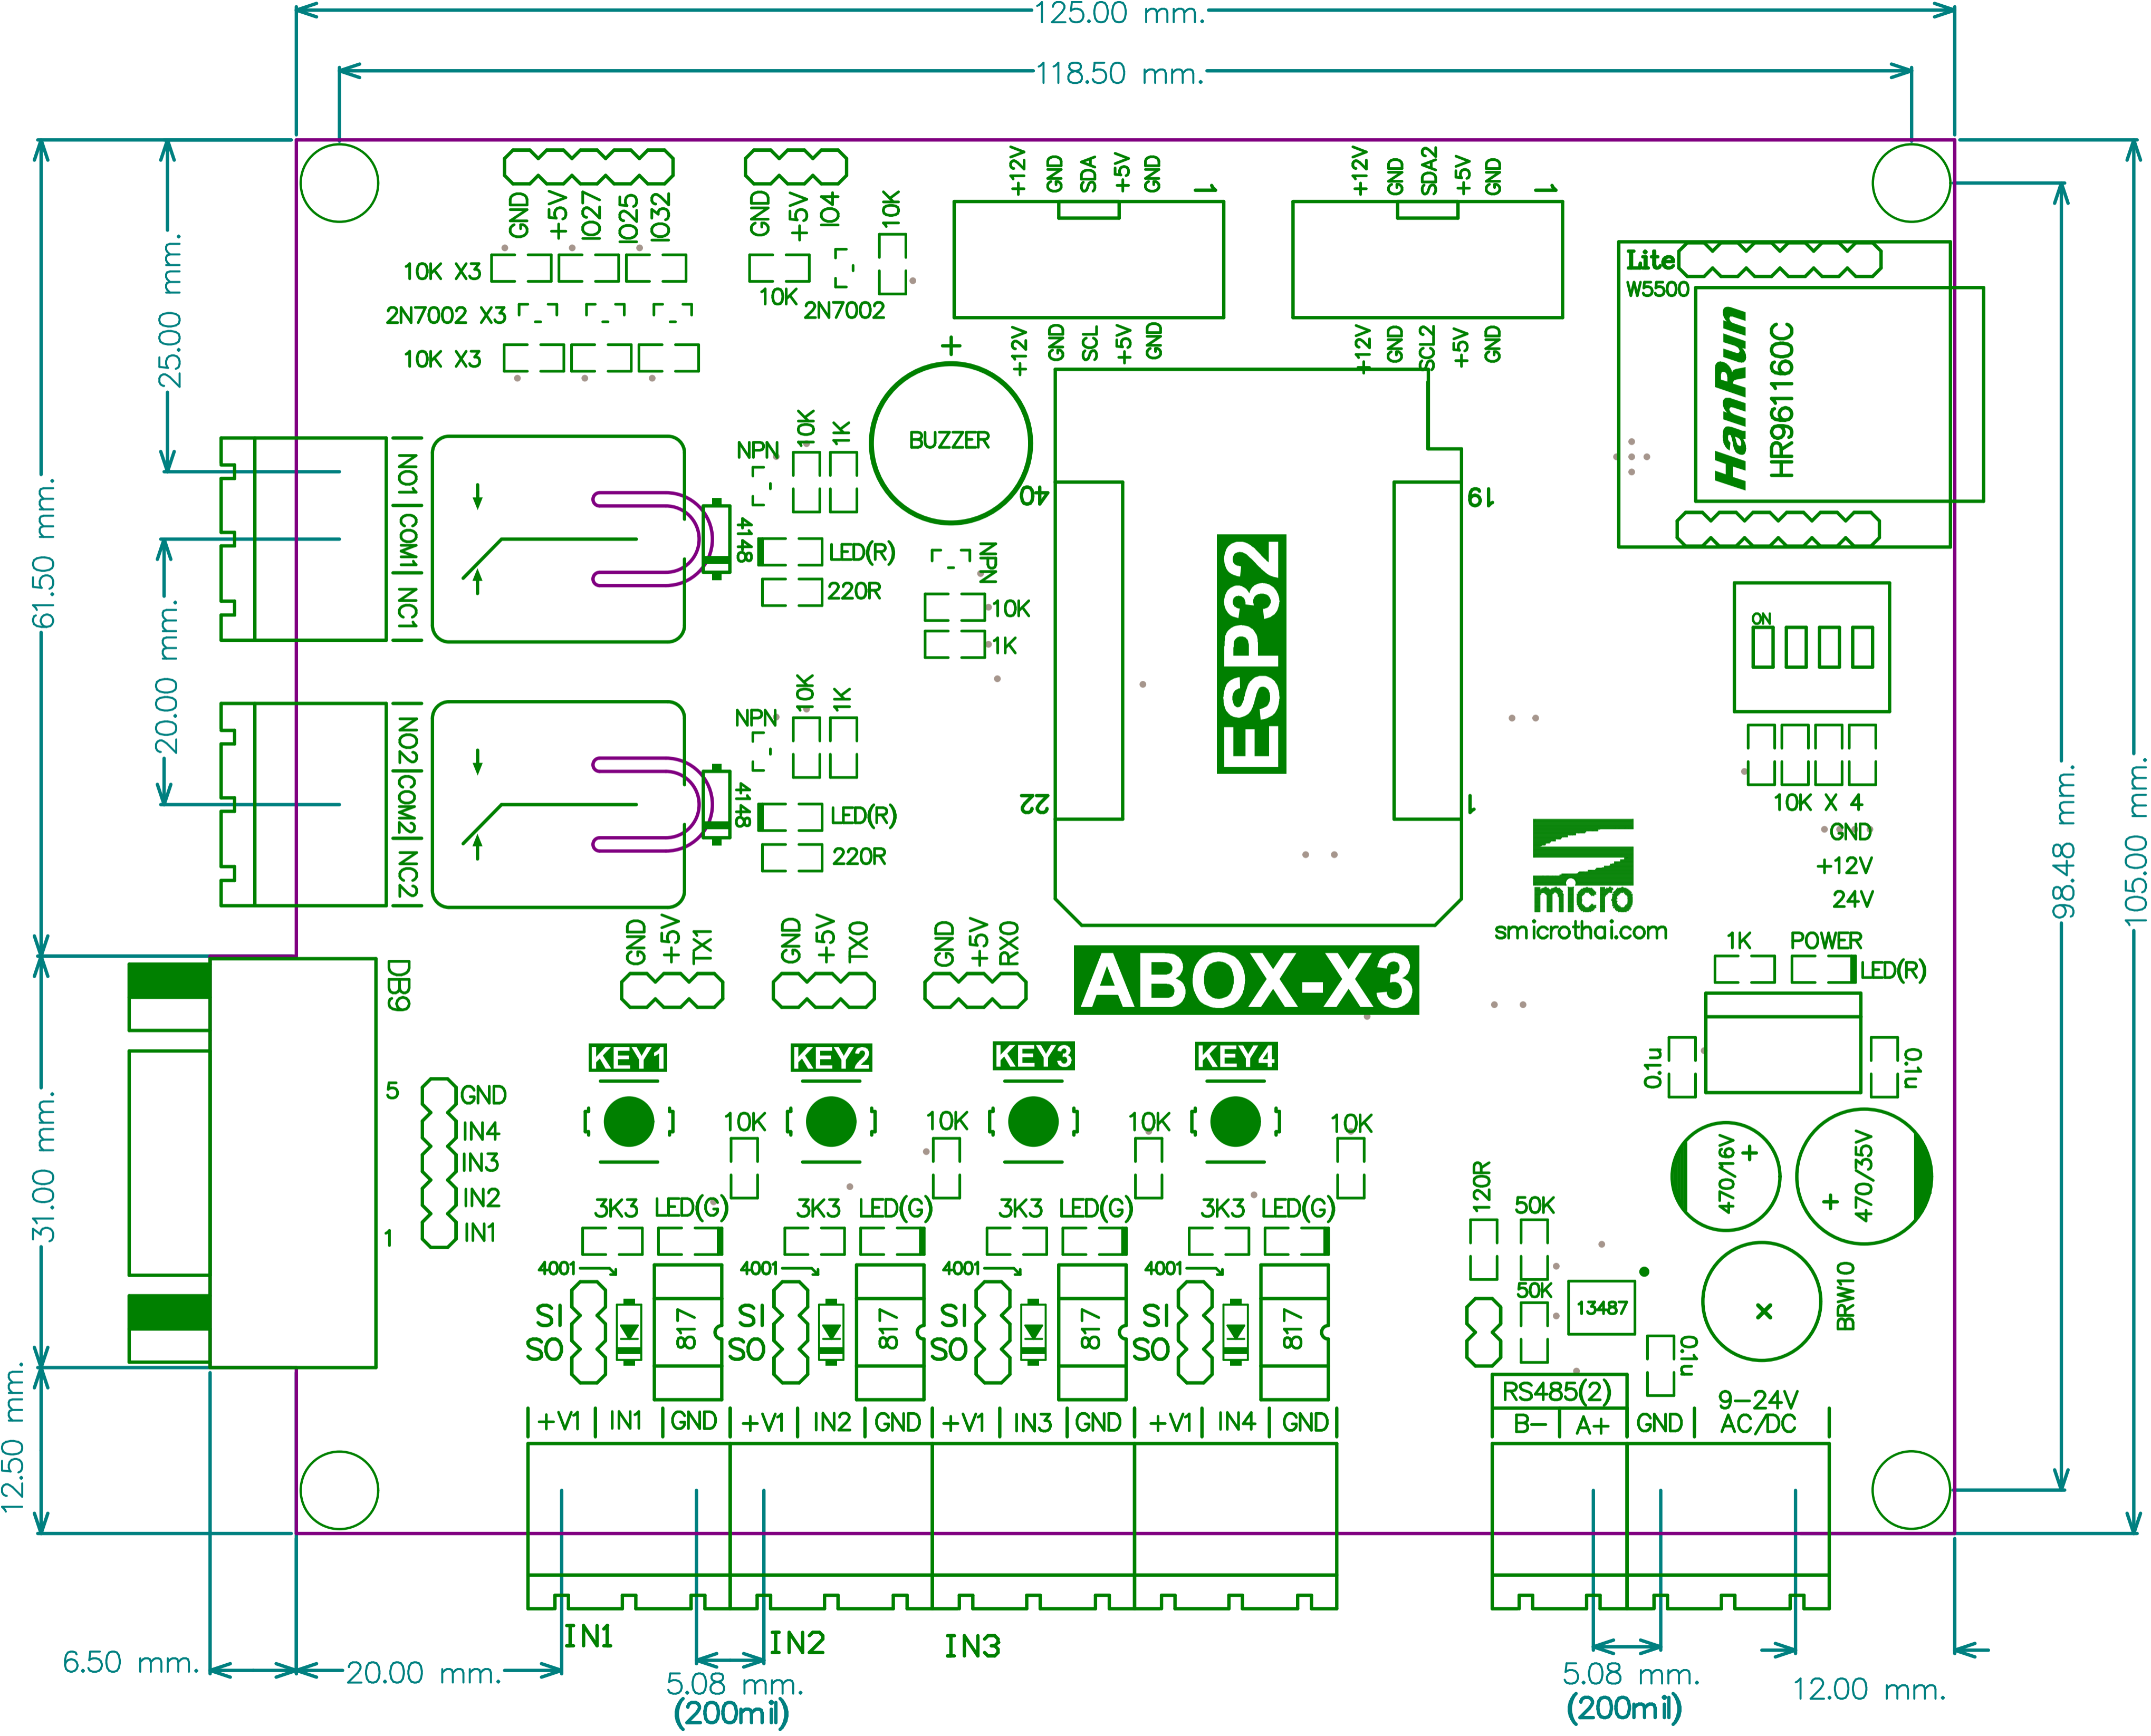 125.00 mm.
118.50 mm.
61.50 mm.
25.00 mm.
20.00 mm.
31.00 mm.
12.50 mm.
98.48 mm.
105.00 mm.
GND +5V IO27 IO25 IO32
10K X3
2N7002 X3
10K X3
GND +5V IO4
10K
10K
2N7002
+12V GND SDA +5V GND 1
+12V GND SCL +5V GND
+12V GND SDA2 +5V GND 1
+12V GND SCL2 +5V GND
Lite
W5500
HanRun
HR961160C
+
BUZZER
NO1 | COM1 | NC1
NPN
10K
1K
4148
LED(R)
220R
NPN
10K
1K
40
19
ESP32
22
1
ON
10K X 4
GND
+12V
24V
NO2 | COM2 | NC2
NPN
10K
1K
4148
LED(R)
220R
micro
smicrothai.com
GND +5V TX1
GND +5V TX0
GND +5V RX0
ABOX-X3
1K
POWER
LED(R)
0.1u
0.1u
470/16V
+
470/35V
+
DB9
5
1
GND
IN4
IN3
IN2
IN1
KEY1 KEY2 KEY3 KEY4
10K 10K 10K 10K
3K3 LED(G) 3K3 LED(G) 3K3 LED(G) 3K3 LED(G)
4001 4001 4001 4001
SI SI SI SI
SO SO SO SO
817 817 817 817
120R
50K
50K
13487
BRW10
0.1u
+V1 IN1 GND +V1 IN2 GND +V1 IN3 GND +V1 IN4 GND
RS485(2)
B- A+ GND
9-24V
AC/DC
IN1 IN2 IN3
6.50 mm.
20.00 mm.
5.08 mm.
(200mil)
5.08 mm.
(200mil)
12.00 mm.